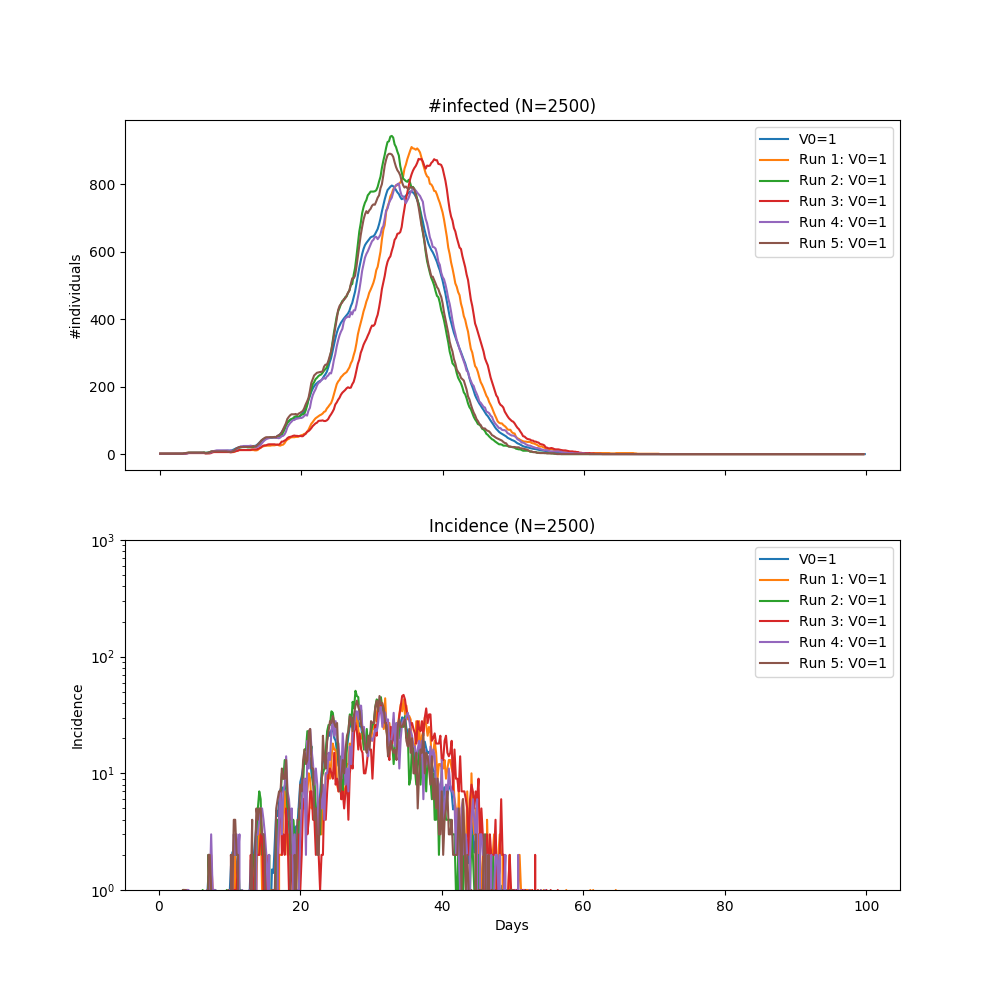 #infected (N=2500)
#individuals
800
600
400
200
0
V0=1
Run 1: V0=1
Run 2: V0=1
Run 3: V0=1
Run 4: V0=1
Run 5: V0=1
Incidence (N=2500)
Incidence
10³
10²
10¹
10⁰
V0=1
Run 1: V0=1
Run 2: V0=1
Run 3: V0=1
Run 4: V0=1
Run 5: V0=1
0 20 40 60 80 100
Days